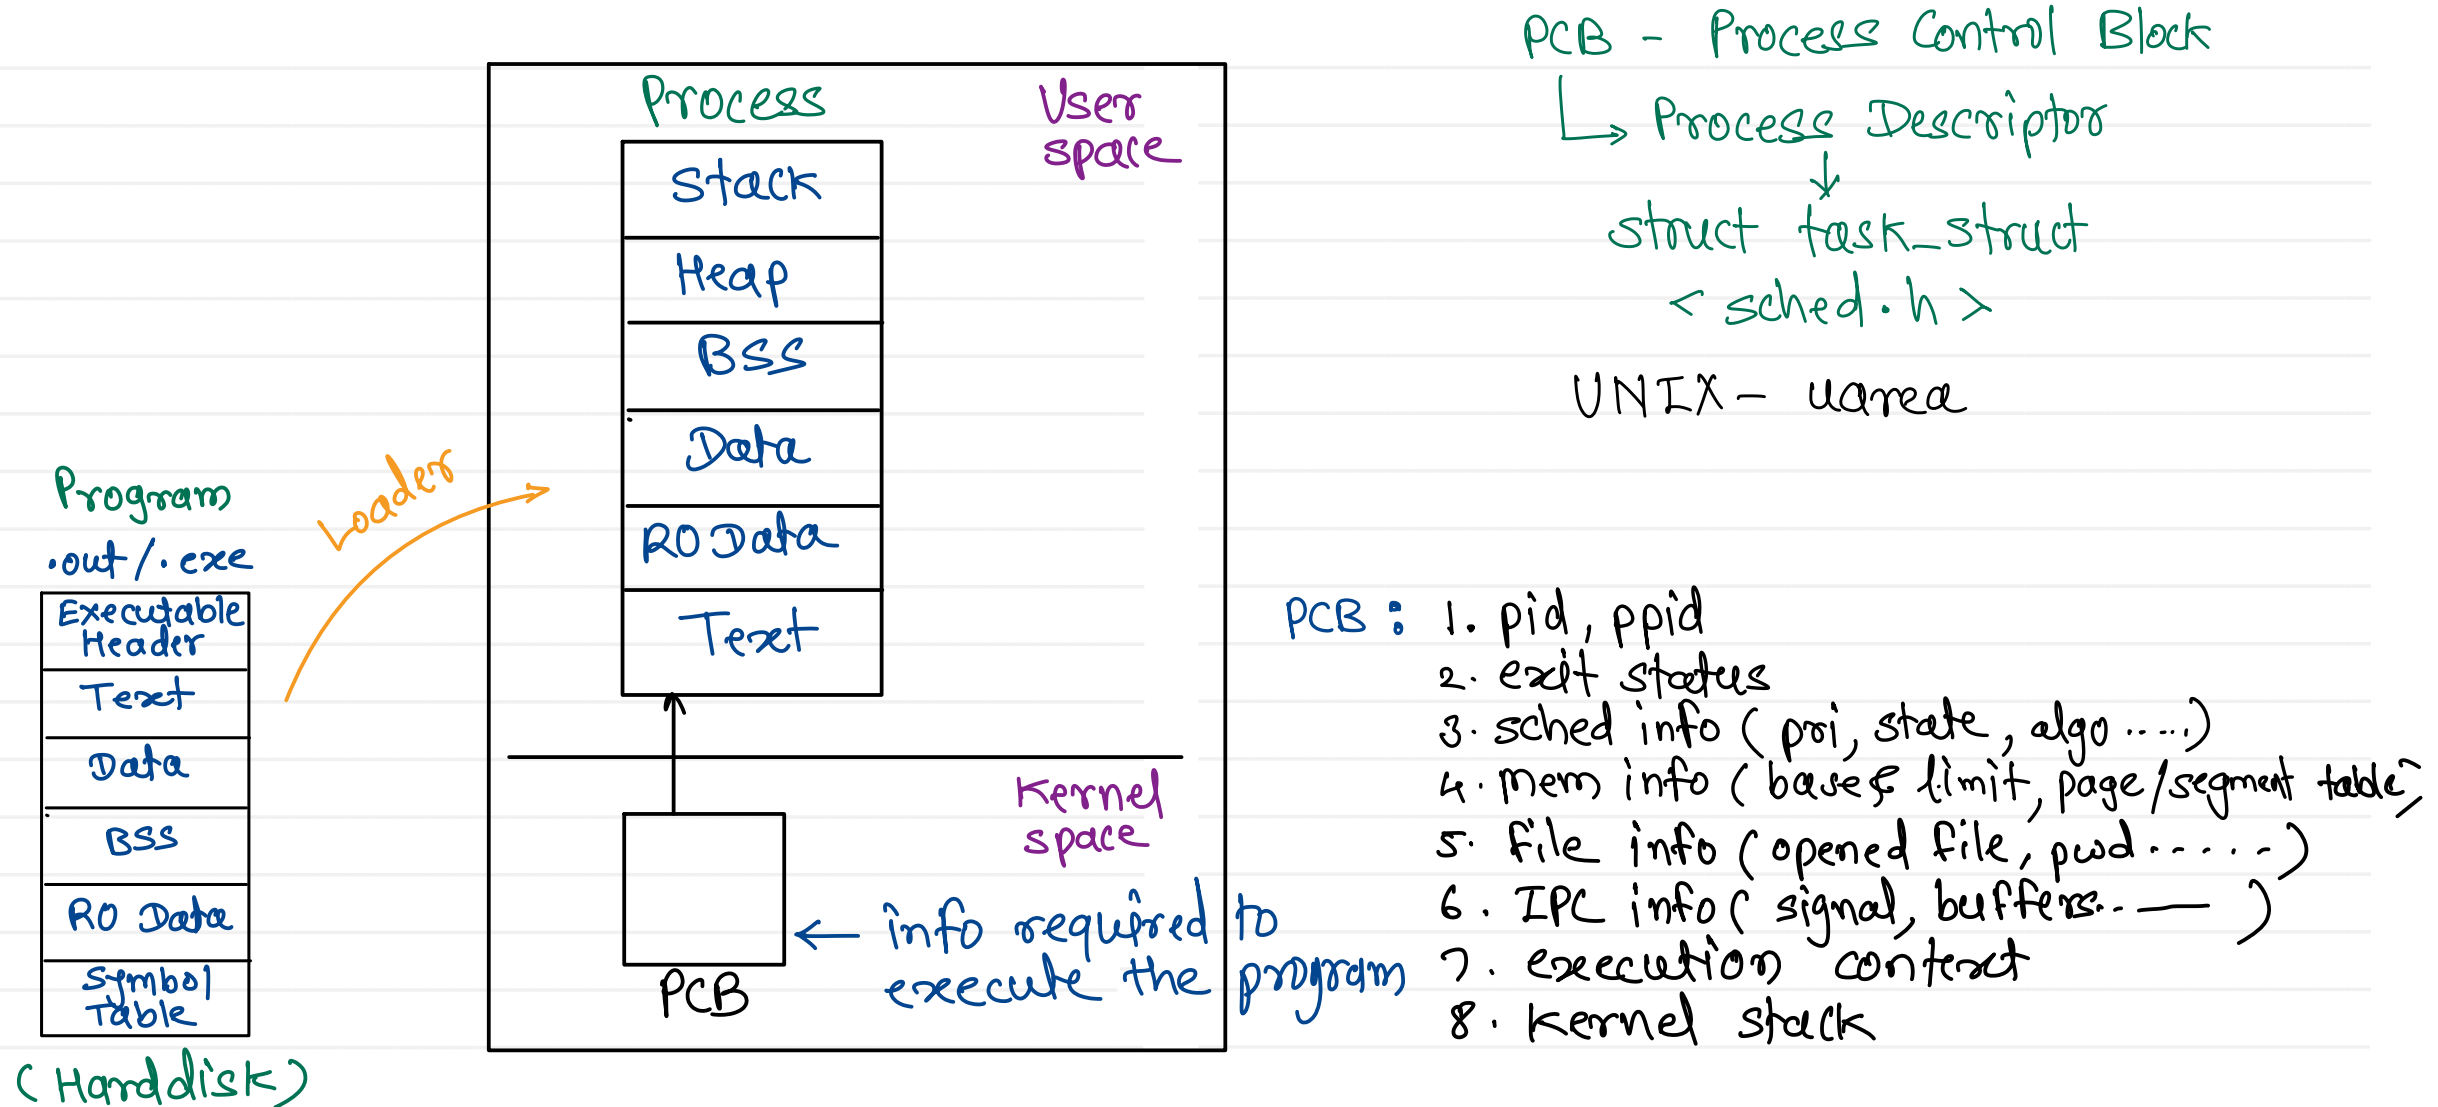 Program
.out/.exe
Executable
Header
Text
Data
BSS
RO Data
Symbol
Table
(Harddisk)
Loader
Process
User
space
Stack
Heap
BSS
Data
RO Data
Text
Kernel
space
PCB
← info required to
execute the program
PCB - Process Control Block
↳ Process Descriptor
↓
struct task_struct
<sched.h>
UNIX - uarea
PCB : 1. pid, ppid
2. exit status
3. sched info (pri, state, algo .....)
4. mem info (base & limit, page/segment table,
5. file info (opened file, pwd ......)
6. IPC info (signal, buffers.. — )
7. execution context
8. kernel stack